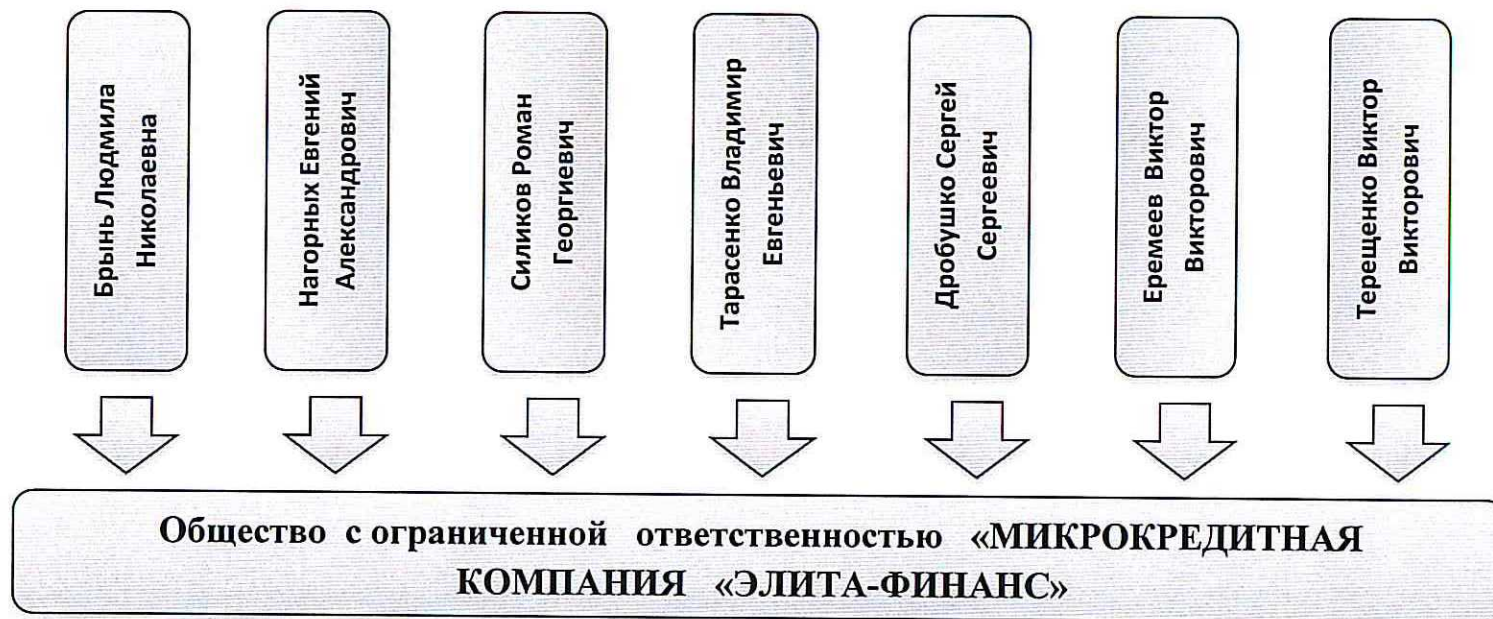 Брынь Людмила
Николаевна
Нагорных Евгений
Александрович
Силиков Роман
Георгиевич
Тарасенко Владимир
Евгеньевич
Дробушко Сергей
Сергеевич
Еремеев Виктор
Викторович
Терещенко Виктор
Викторович
Общество с ограниченной ответственностью «МИКРОКРЕДИТНАЯ
КОМПАНИЯ «ЭЛИТА-ФИНАНС»